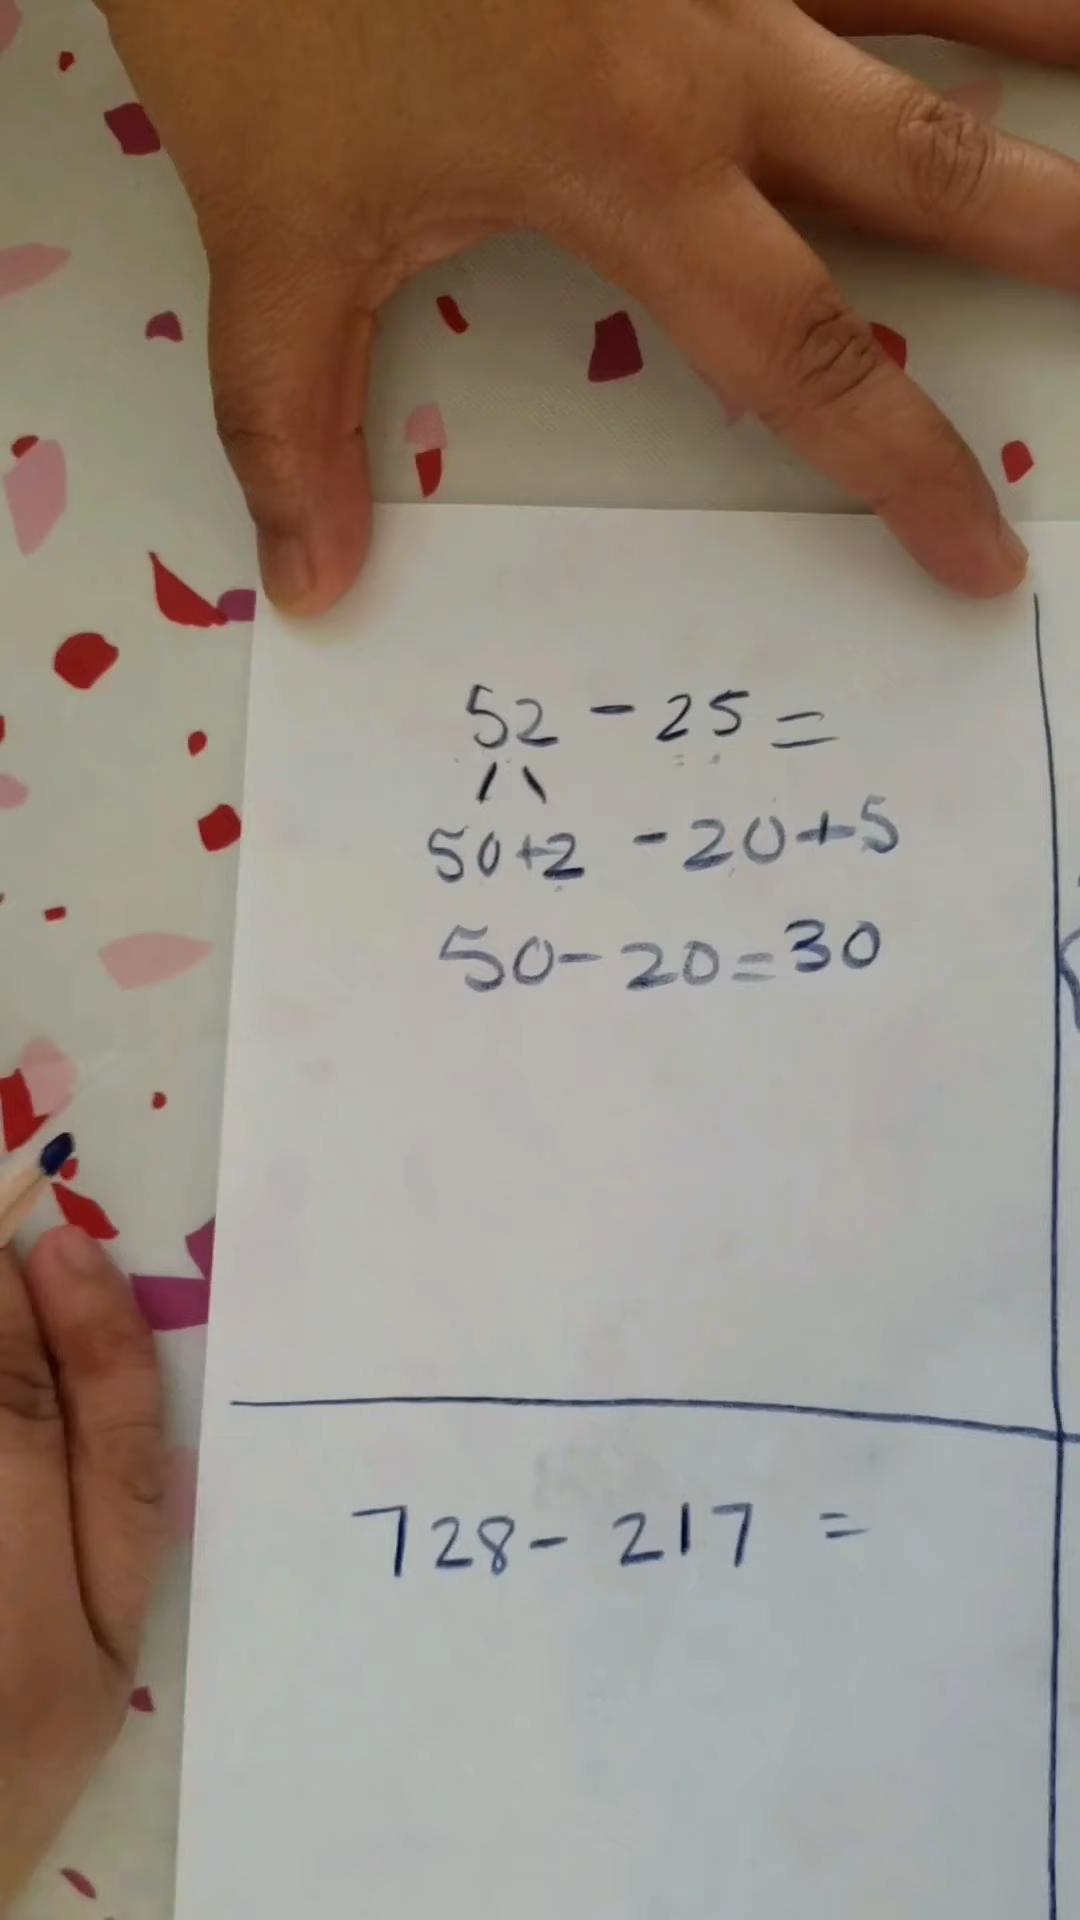 52 - 25 =
50+2 - 20+5
50 - 20 = 30
728 - 217 =